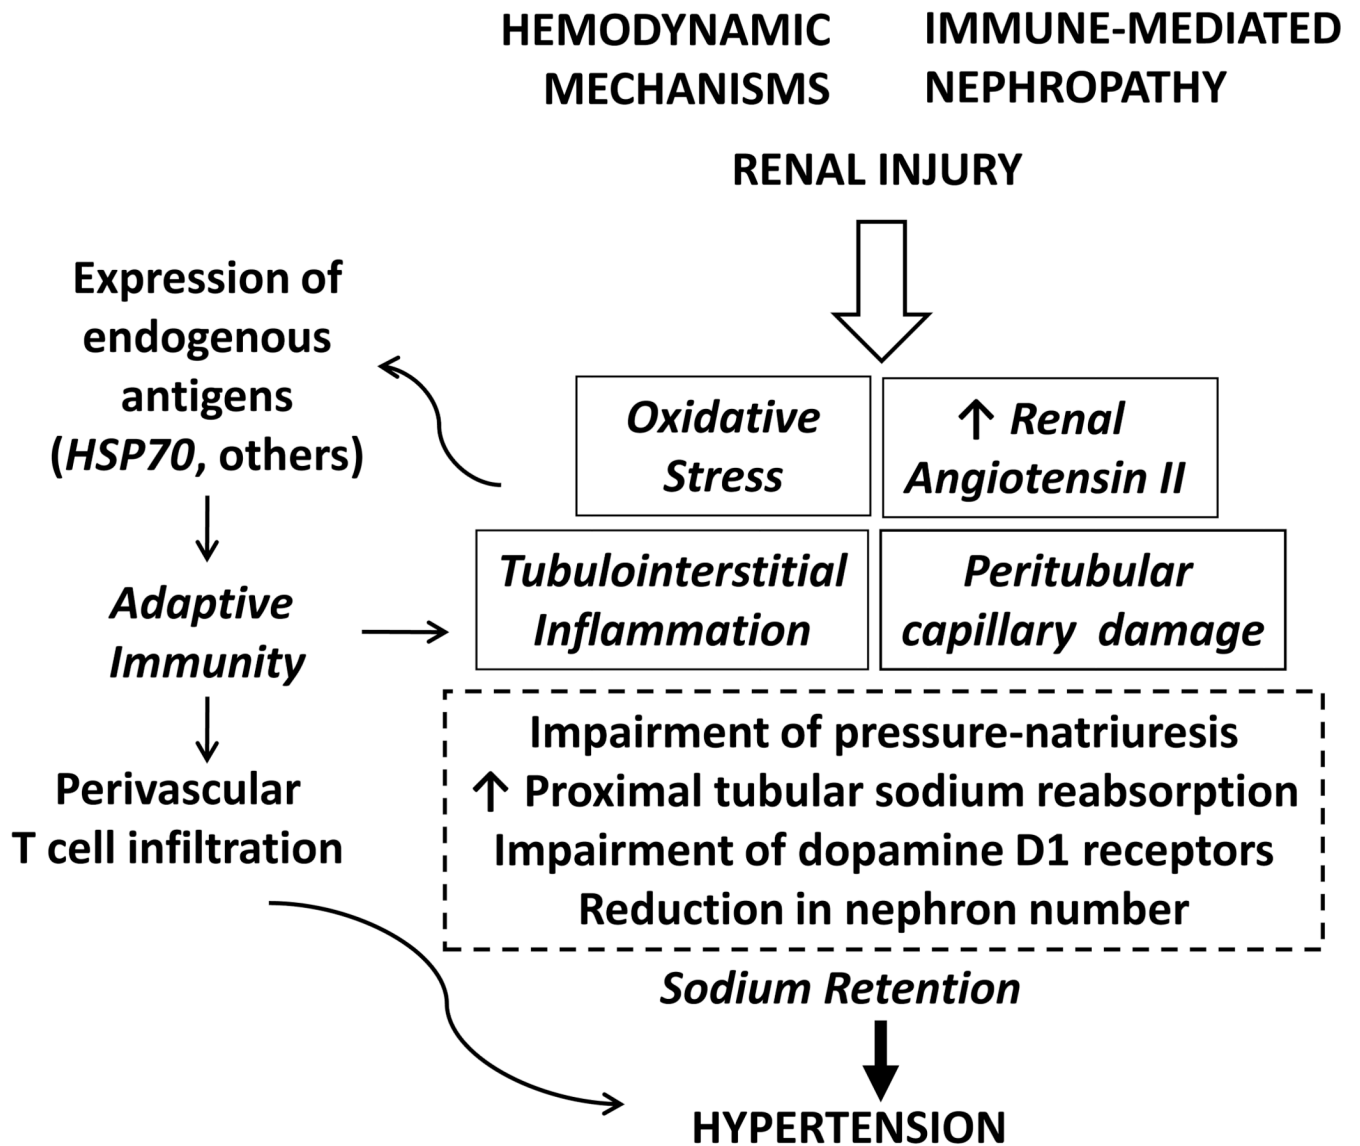 HEMODYNAMIC
MECHANISMS
IMMUNE-MEDIATED
NEPHROPATHY
RENAL INJURY
Expression of
endogenous
antigens
(HSP70, others)
Adaptive
Immunity
Perivascular
T cell infiltration
Oxidative
Stress
↑ Renal
Angiotensin II
Tubulointerstitial
Inflammation
Peritubular
capillary damage
Impairment of pressure-natriuresis
↑ Proximal tubular sodium reabsorption
Impairment of dopamine D1 receptors
Reduction in nephron number
Sodium Retention
HYPERTENSION